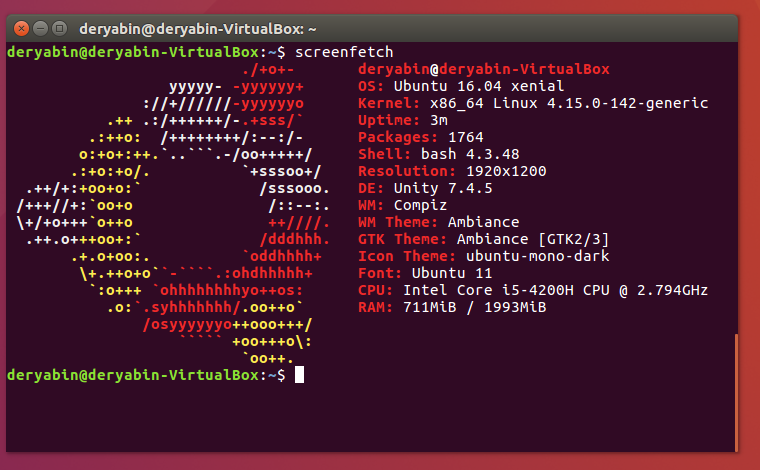 deryabin@deryabin-VirtualBox: ~
deryabin@deryabin-VirtualBox:~$ screenfetch
                          ./+o+-       deryabin@deryabin-VirtualBox
                  yyyyy- -yyyyyy+      OS: Ubuntu 16.04 xenial
               ://+//////-yyyyyyo      Kernel: x86_64 Linux 4.15.0-142-generic
           .++ .:/++++++/-.+sss/`      Uptime: 3m
         .:++o:  /++++++++/:--:/-      Packages: 1764
        o:+o+:++.`..```.-/oo+++++/     Shell: bash 4.3.48
       .:+o:+o/.          `+sssoo+/    Resolution: 1920x1200
  .++/+:+oo+o:`             /sssooo.   DE: Unity 7.4.5
 /+++//+:`oo+o               /::--:.   WM: Compiz
 \+/+o+++`o++o               ++////.   WM Theme: Ambiance
  .++.o+++oo+:`             /dddhhh.   GTK Theme: Ambiance [GTK2/3]
       .+.o+oo:.          `oddhhhh+    Icon Theme: ubuntu-mono-dark
        \+.++o+o``-````.:ohdhhhhh+     Font: Ubuntu 11
         `:o+++ `ohhhhhhhhyo++os:      CPU: Intel Core i5-4200H CPU @ 2.794GHz
           .o:`.syhhhhhhh/.oo++o`      RAM: 711MiB / 1993MiB
               /osyyyyyyo++ooo+++/
                   ````` +oo+++o\:
                          `oo++.
deryabin@deryabin-VirtualBox:~$